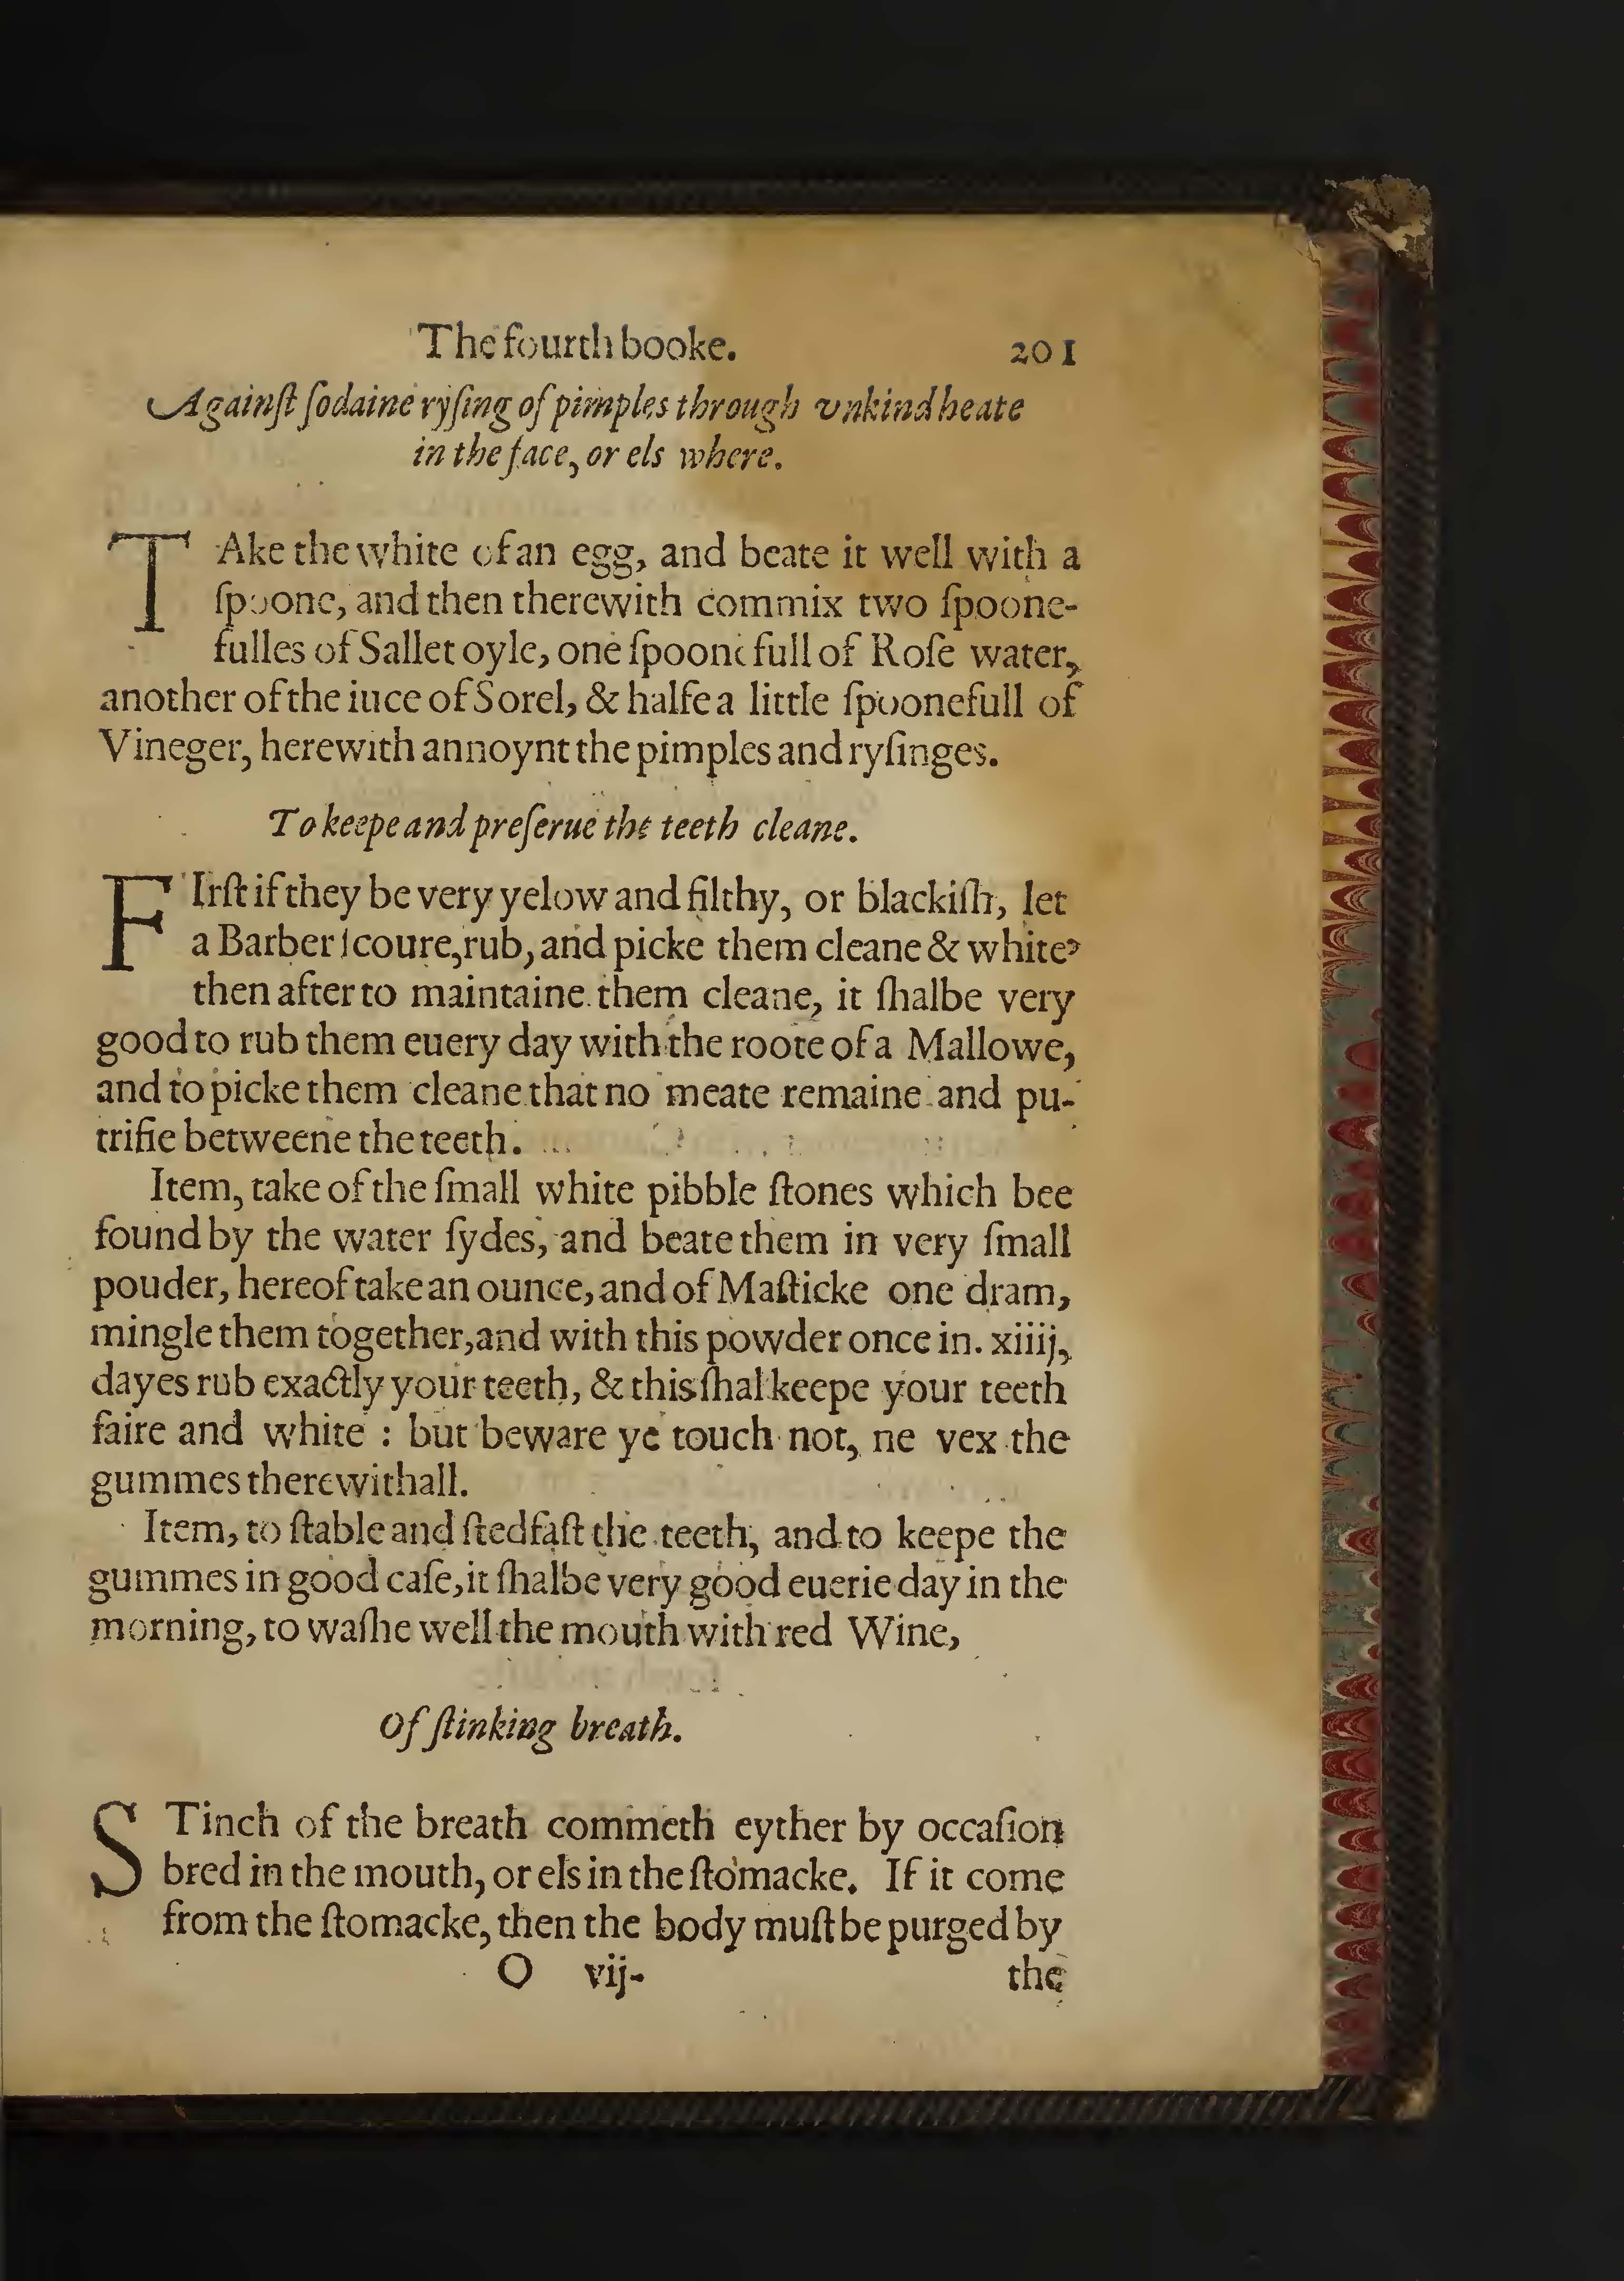 The fourth booke. 201
Againſt ſodaine ryſing of pimples through vnkind heate
in the face, or els where.
TAke the white of an egg, and beate it well with a
ſpoone, and then therewith commix two ſpoone-
fulles of Sallet oyle, one ſpoone full of Roſe water,
another of the iuce of Sorel, & halfe a little ſpoonefull of
Vineger, herewith annoynt the pimples and ryſinges.
To keepe and preſerue the teeth cleane.
FIrſt if they be very yelow and filthy, or blackiſh, let
a Barber ſcoure, rub, and picke them cleane & white,
then after to maintaine them cleane, it ſhalbe very
good to rub them euery day with the roote of a Mallowe,
and to picke them cleane that no meate remaine and pu-
trifie betweene the teeth.
Item, take of the ſmall white pibble ſtones which bee
found by the water ſydes, and beate them in very ſmall
pouder, hereof take an ounce, and of Maſticke one dram,
mingle them together, and with this powder once in. xiiij,
dayes rub exactly your teeth, & this ſhal keepe your teeth
faire and white : but beware ye touch not, ne vex the
gummes therewithall.
Item, to ſtable and ſtedfaſt the teeth, and to keepe the
gummes in good caſe, it ſhalbe very good euerie day in the
morning, to waſhe well the mouth with red Wine,
Of ſtinking breath.
STinch of the breath commeth eyther by occaſion
bred in the mouth, or els in the ſtomacke. If it come
from the ſtomacke, then the body muſt be purged by
O vij- the